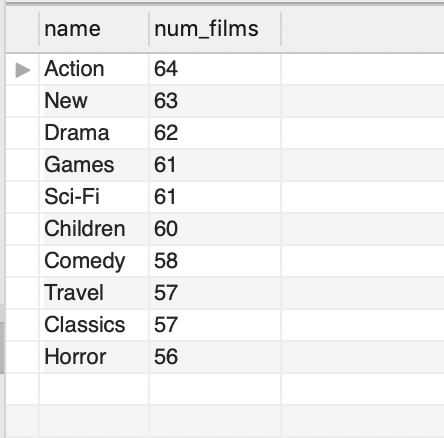 name num_films
Action 64
New 63
Drama 62
Games 61
Sci-Fi 61
Children 60
Comedy 58
Travel 57
Classics 57
Horror 56